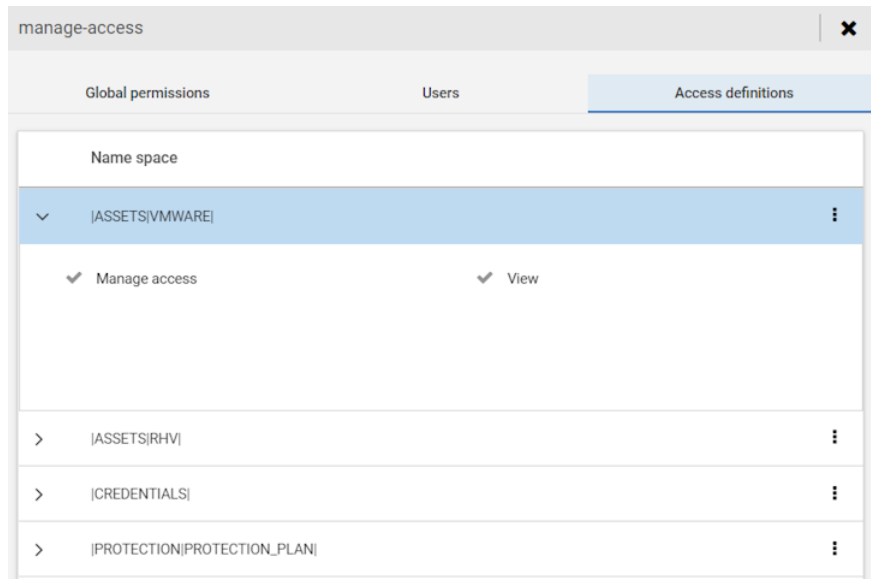 manage-access
Global permissions Users Access definitions
Name space
|ASSETS|VMWARE|
Manage access View
|ASSETS|RHV|
|CREDENTIALS|
|PROTECTION|PROTECTION_PLAN|